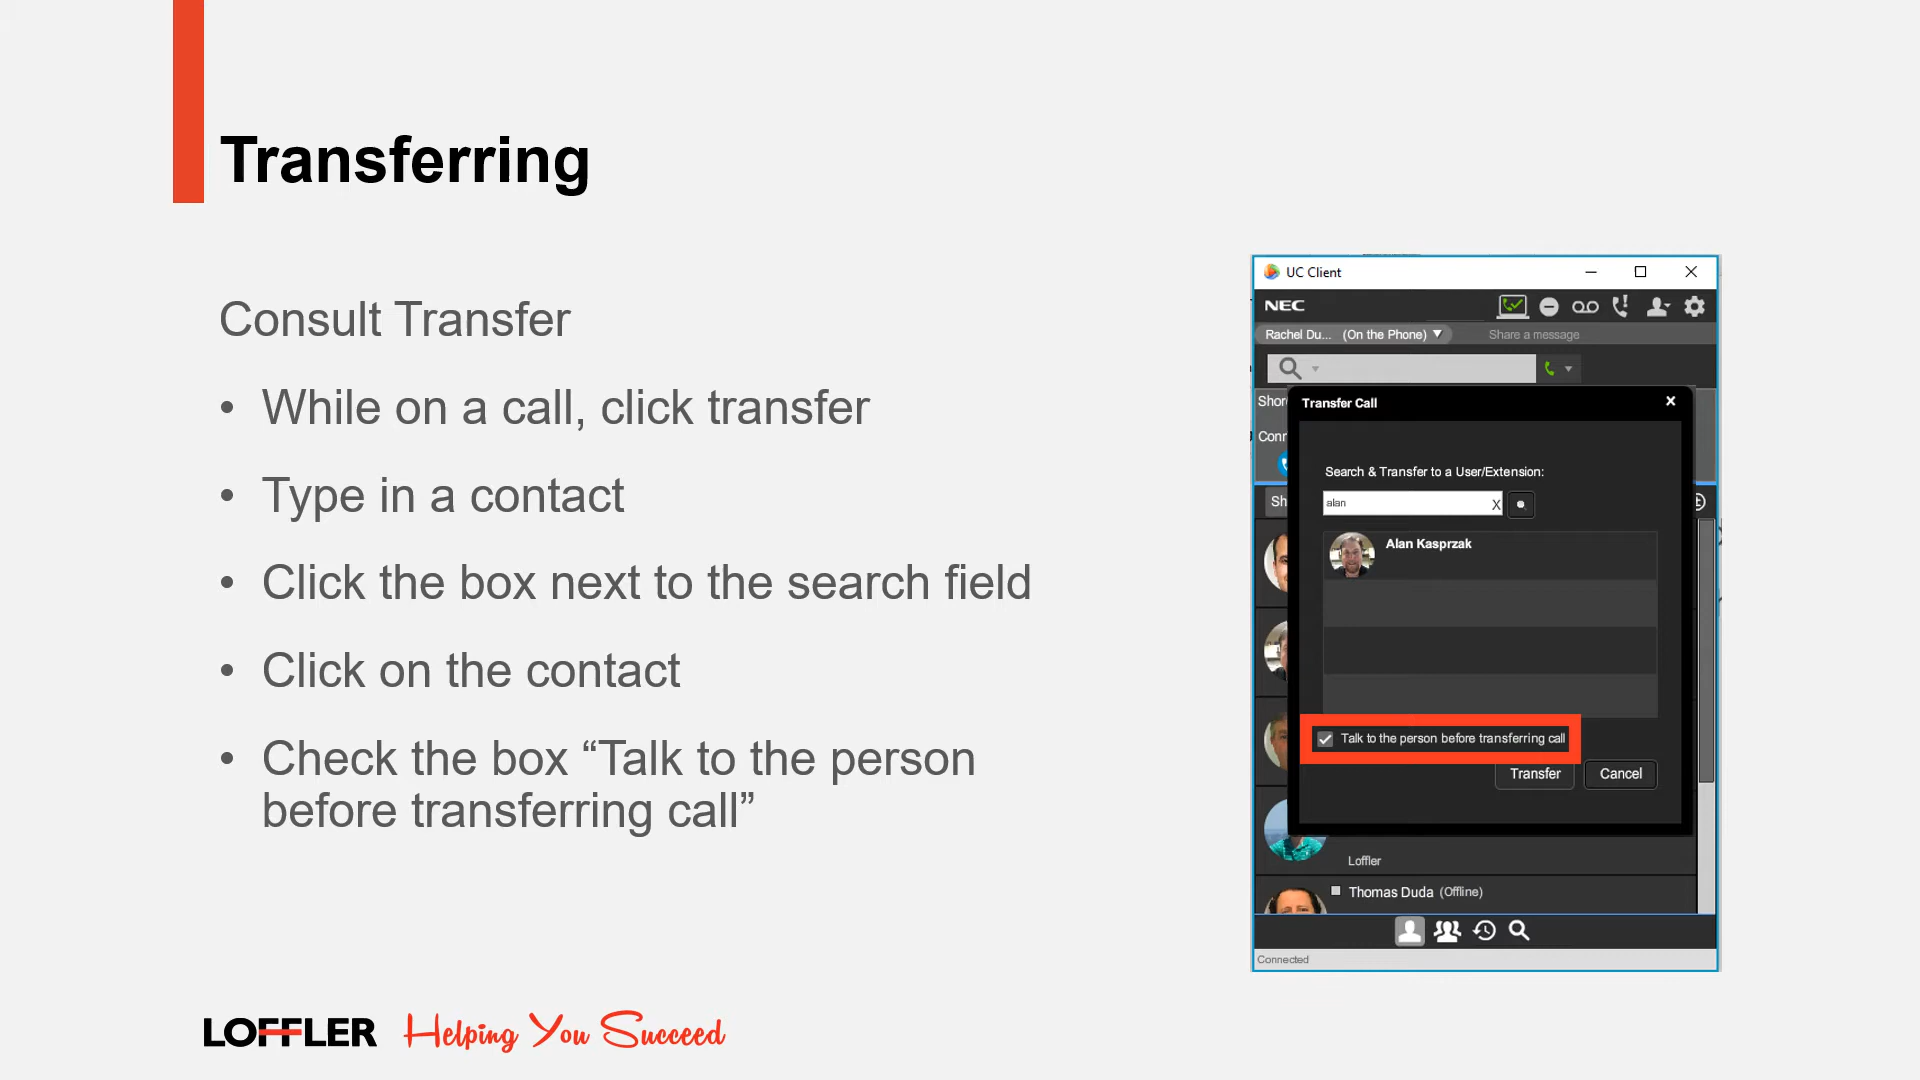 Transferring
Consult Transfer
• While on a call, click transfer
• Type in a contact
• Click the box next to the search field
• Click on the contact
• Check the box “Talk to the person
before transferring call”
UC Client
NEC
Rachel Du... (On the Phone)
Share a message
Shor
Conn
Sh
Transfer Call
Search & Transfer to a User/Extension:
alan X
Alan Kasprzak
Talk to the person before transferring call
Transfer Cancel
Loffler
Thomas Duda (Offline)
Connected
LOFFLER Helping You Succeed